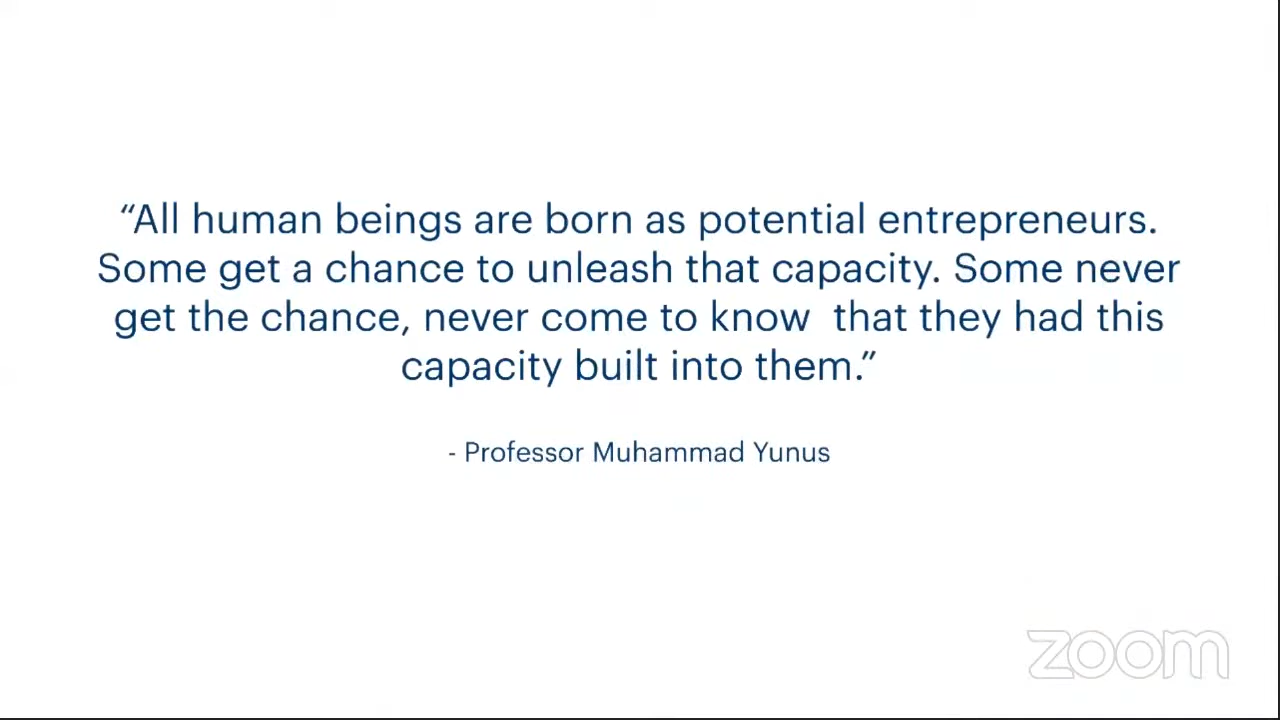 “All human beings are born as potential entrepreneurs.
Some get a chance to unleash that capacity. Some never
get the chance, never come to know  that they had this
capacity built into them.”
- Professor Muhammad Yunus
zoom